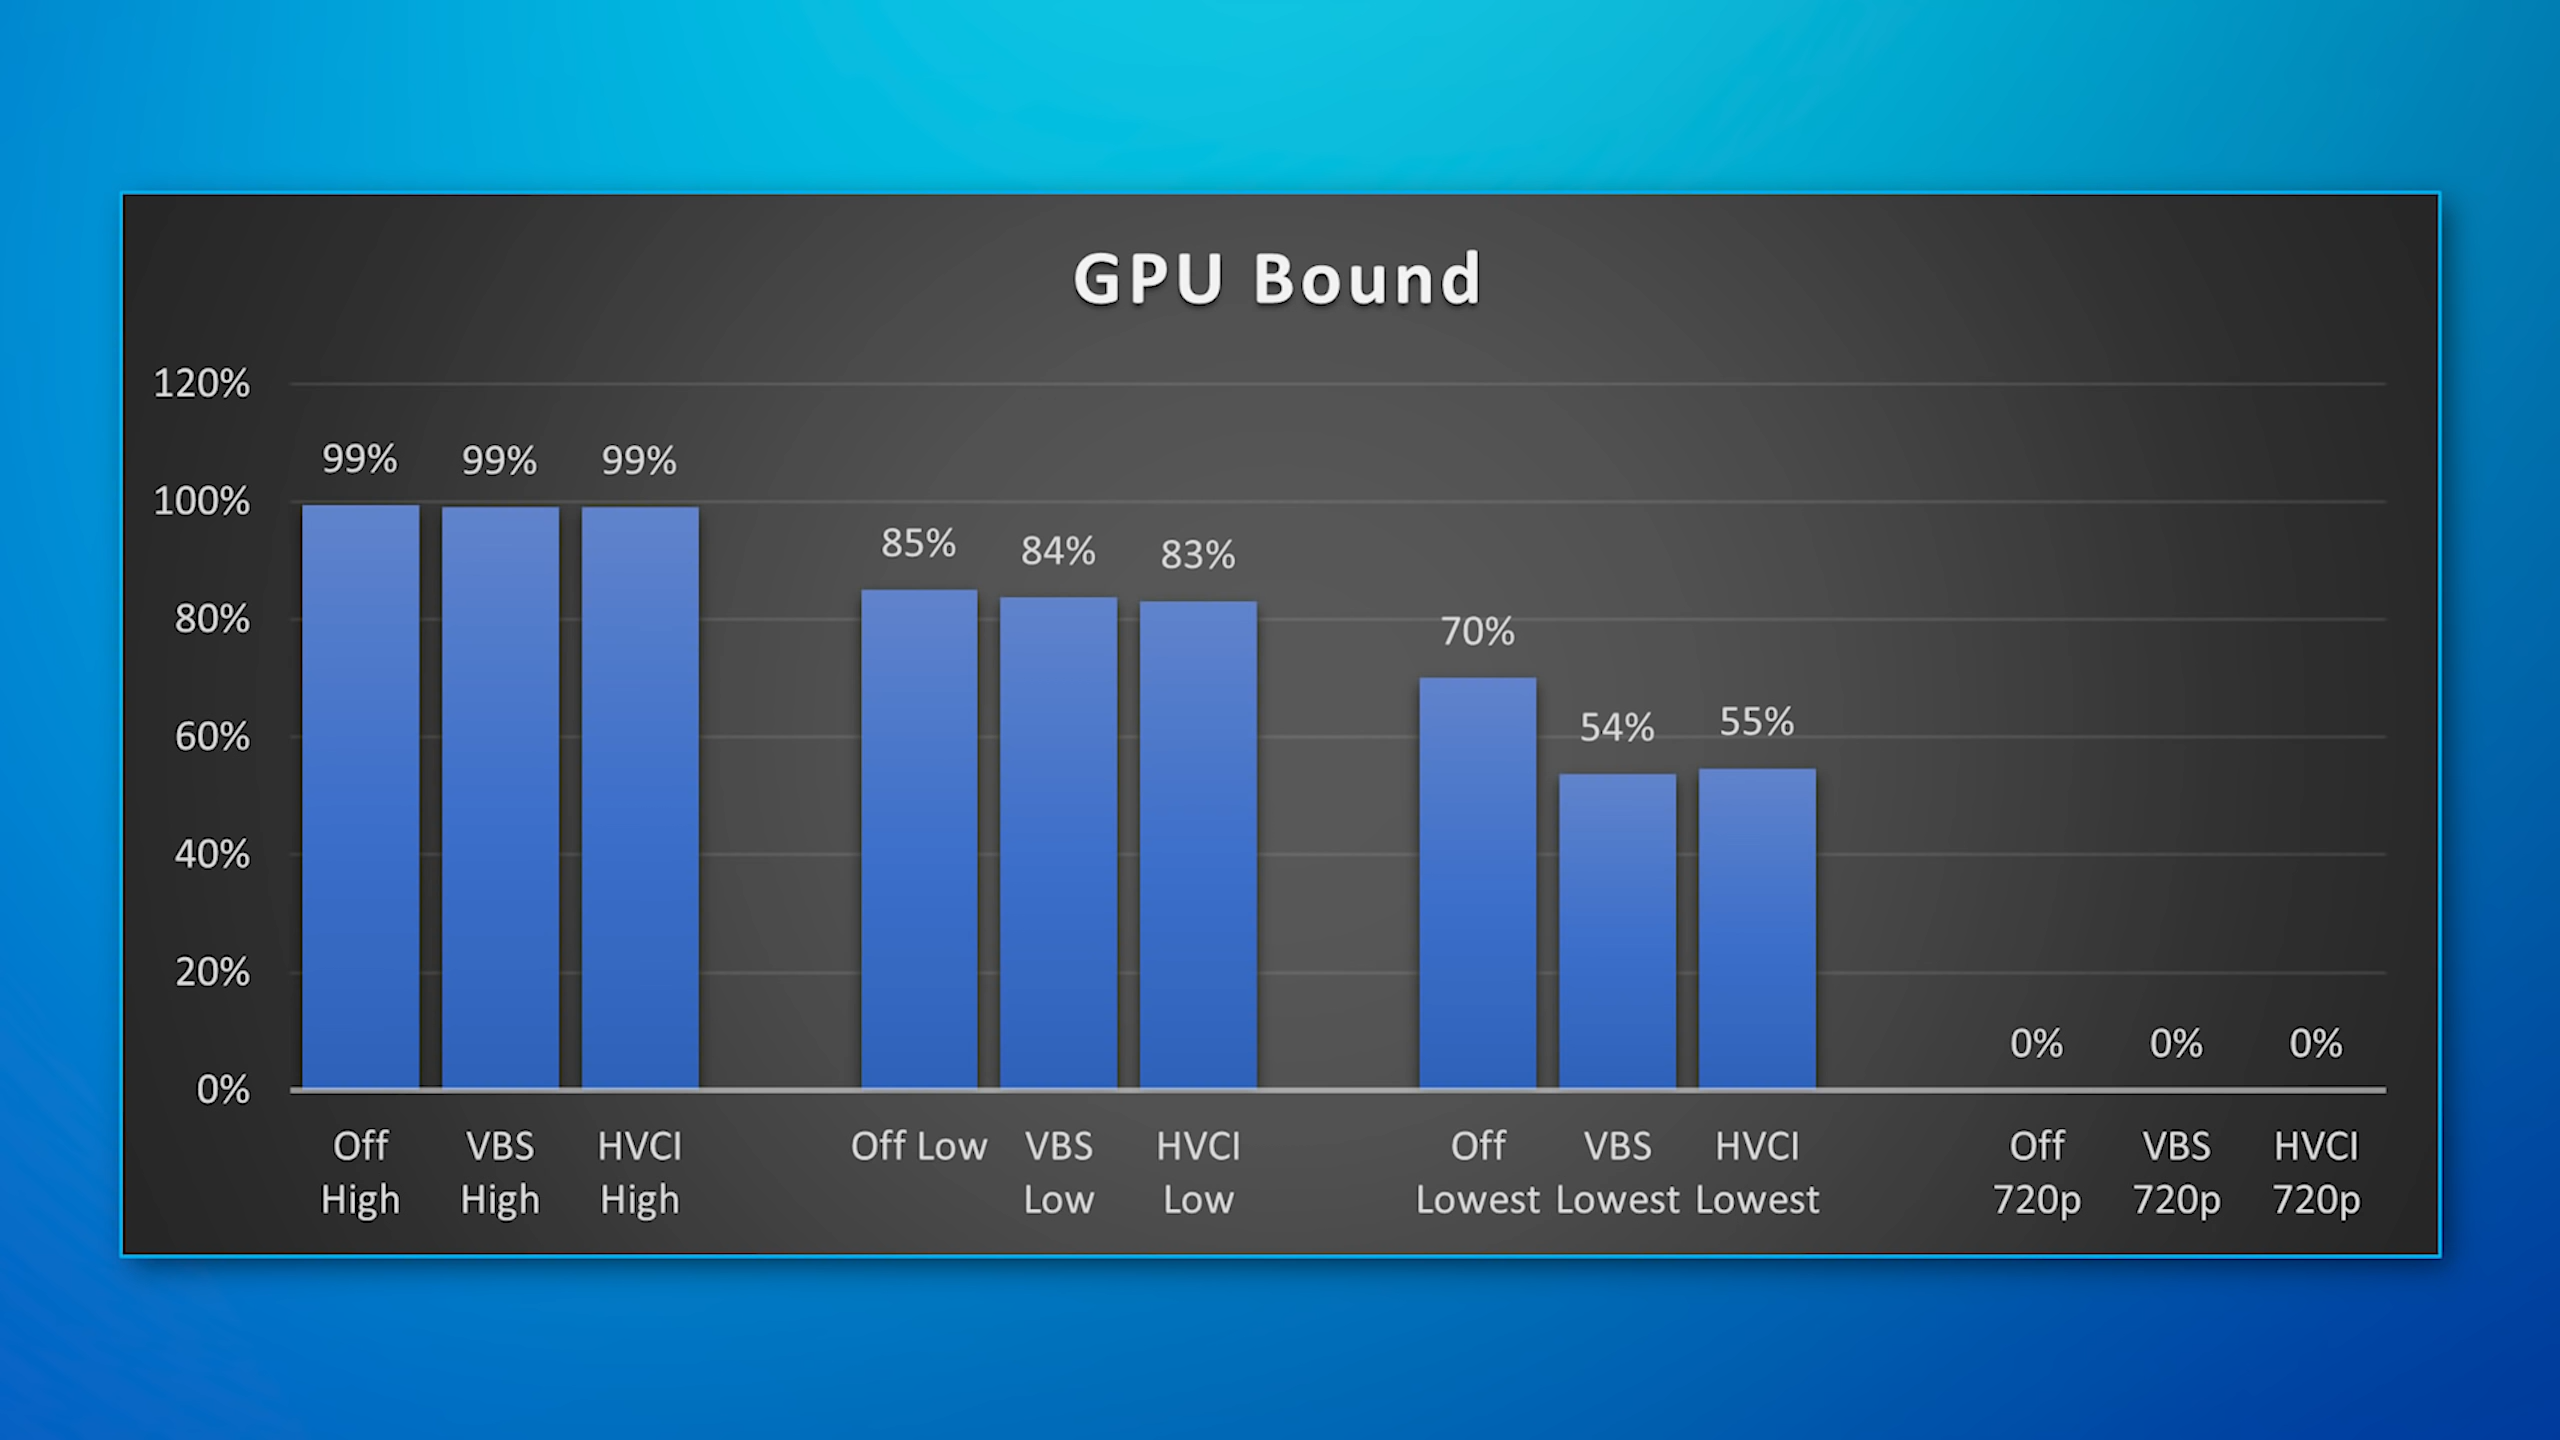 GPU Bound
120%
100%
80%
60%
40%
20%
0%
99% 99% 99%
85% 84% 83%
70% 54% 55%
0% 0% 0%
Off High
VBS High
HVCI High
Off Low
VBS Low
HVCI Low
Off Lowest
VBS Lowest
HVCI Lowest
Off 720p
VBS 720p
HVCI 720p